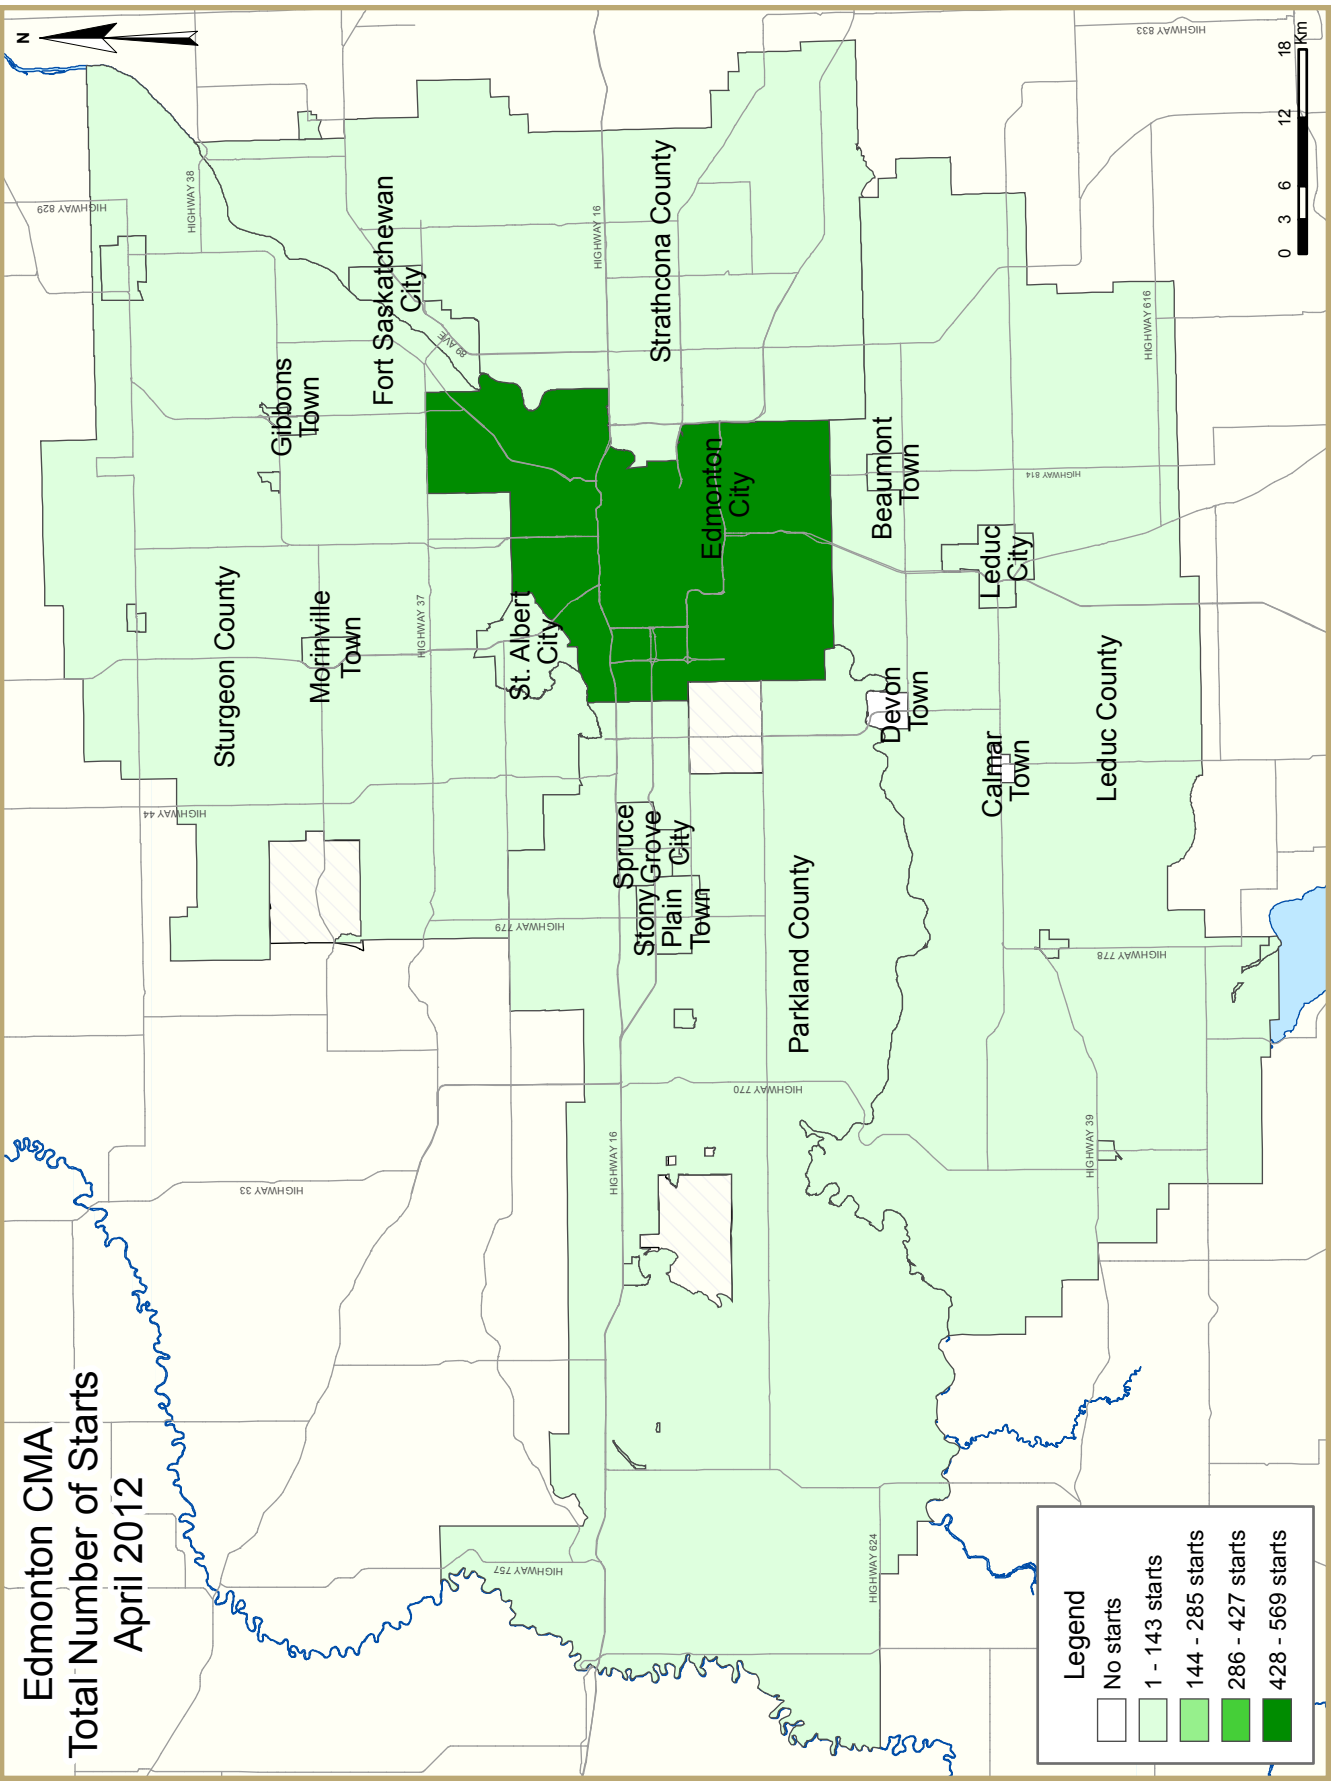 Edmonton CMA
Total Number of Starts
April 2012
N
HIGHWAY 829
HIGHWAY 38
HIGHWAY 833
Gibbons
Town
Fort Saskatchewan
City
89 AVE
HIGHWAY 16
Strathcona County
Sturgeon County
Morinville
Town
HIGHWAY 37
St. Albert
City
Edmonton
City
Beaumont
Town
HIGHWAY 814
HIGHWAY 616
Leduc
City
HIGHWAY 44
HIGHWAY 779
Spruce
Grove
City
Stony
Plain
Town
Devon
Town
Calmar
Town
Leduc County
Parkland County
HIGHWAY 778
HIGHWAY 770
HIGHWAY 33
HIGHWAY 16
HIGHWAY 39
HIGHWAY 757
HIGHWAY 624
0 3 6 12 18
Km
Legend
No starts
1 - 143 starts
144 - 285 starts
286 - 427 starts
428 - 569 starts